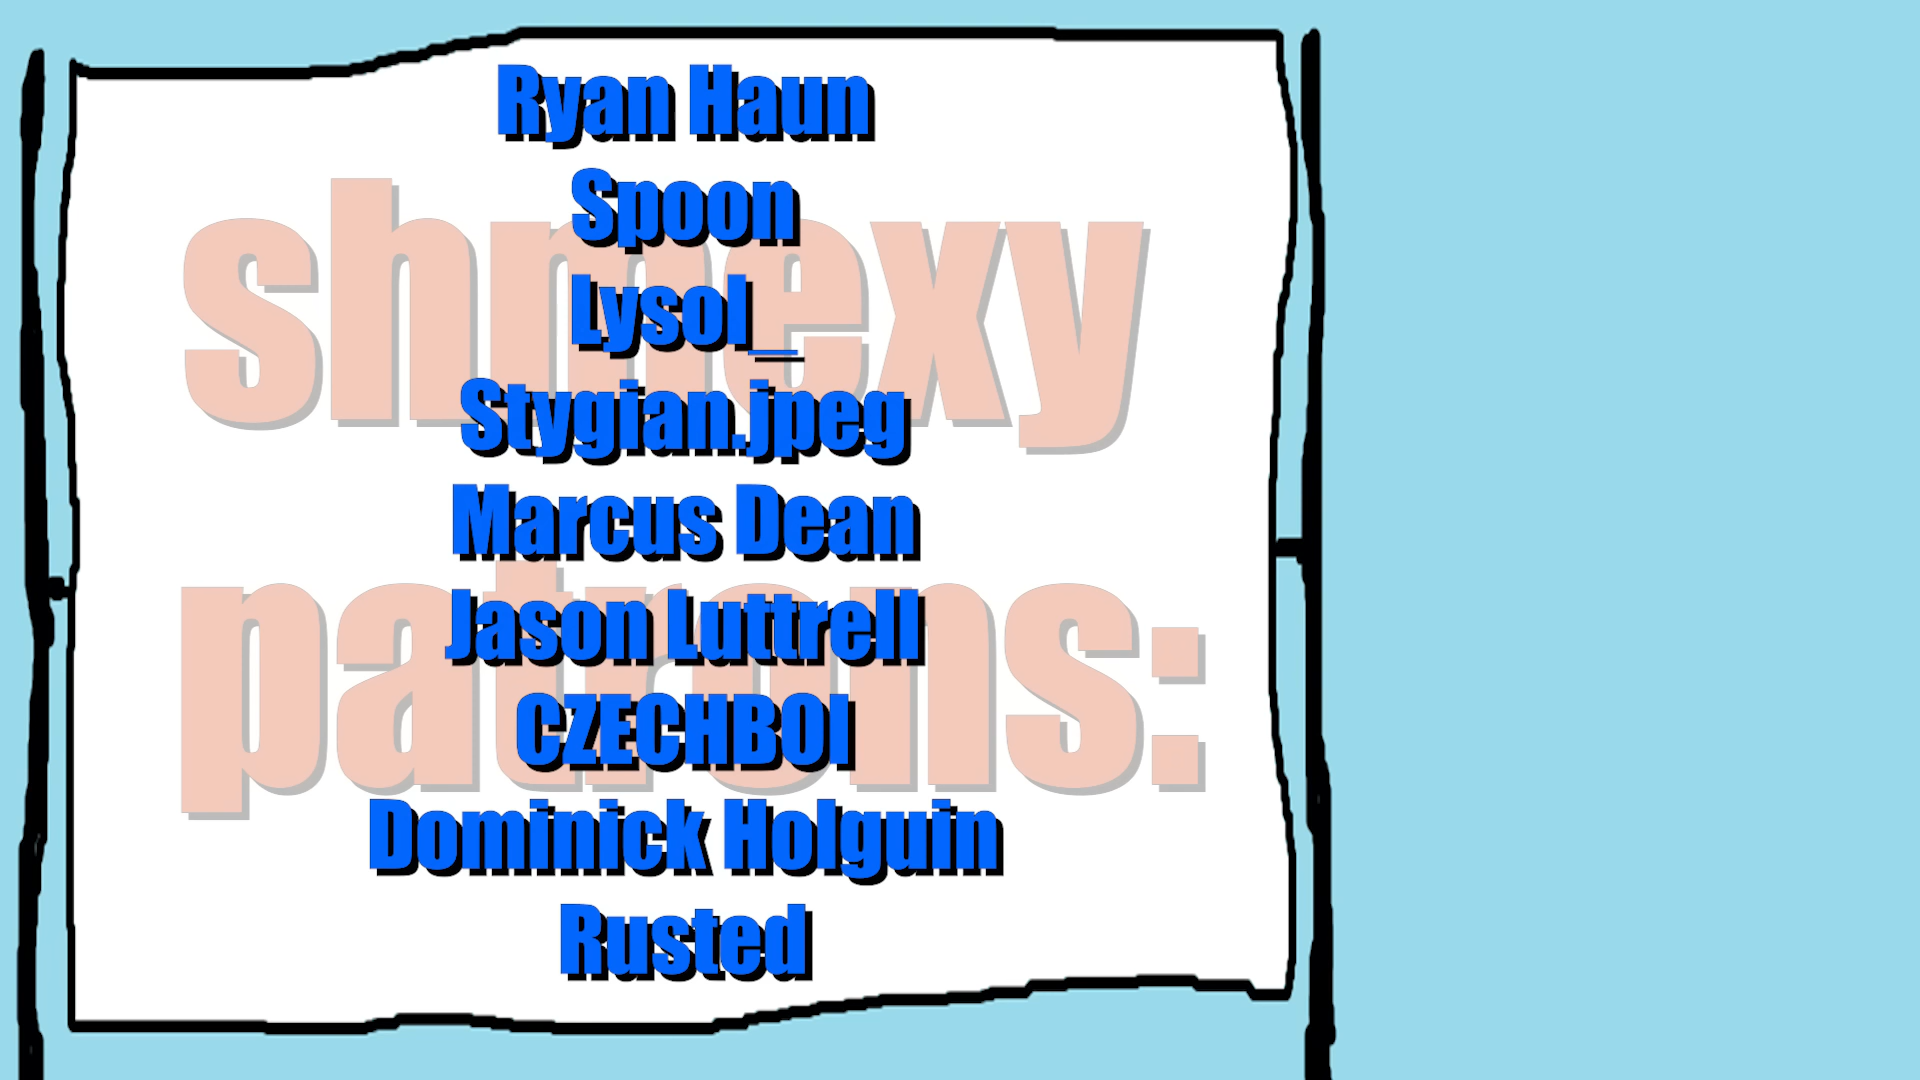 shmexy
patrons:
Ryan Haun
Spoon
Lysol_
Stygian.jpeg
Marcus Dean
Jason Luttrell
CZECHBOI
Dominick Holguin
Rusted